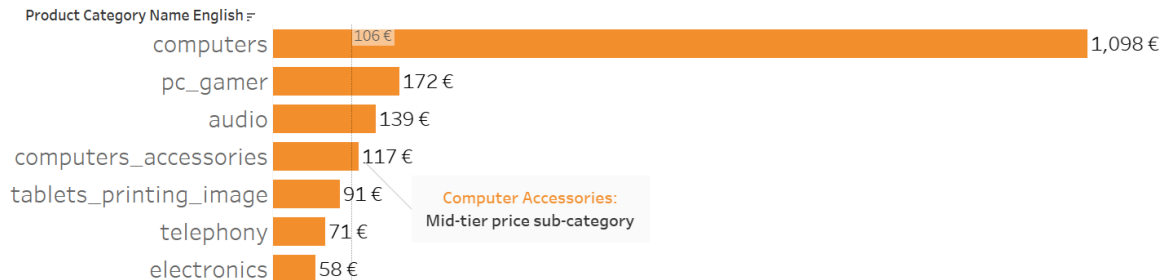 Product Category Name English
106 €
computers
1,098 €
pc_gamer
172 €
audio
139 €
computers_accessories
117 €
tablets_printing_image
91 €
Computer Accessories:
Mid-tier price sub-category
telephony
71 €
electronics
58 €